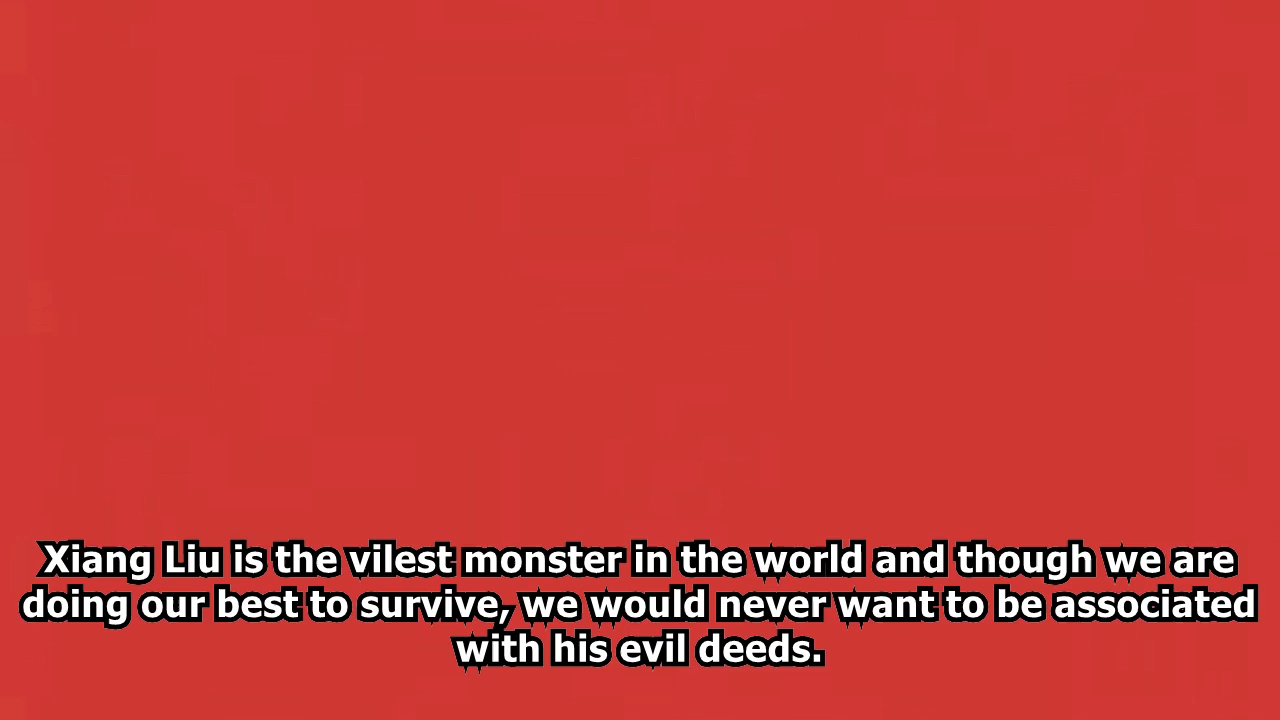 Xiang Liu is the vilest monster in the world and though we are
doing our best to survive, we would never want to be associated
with his evil deeds.